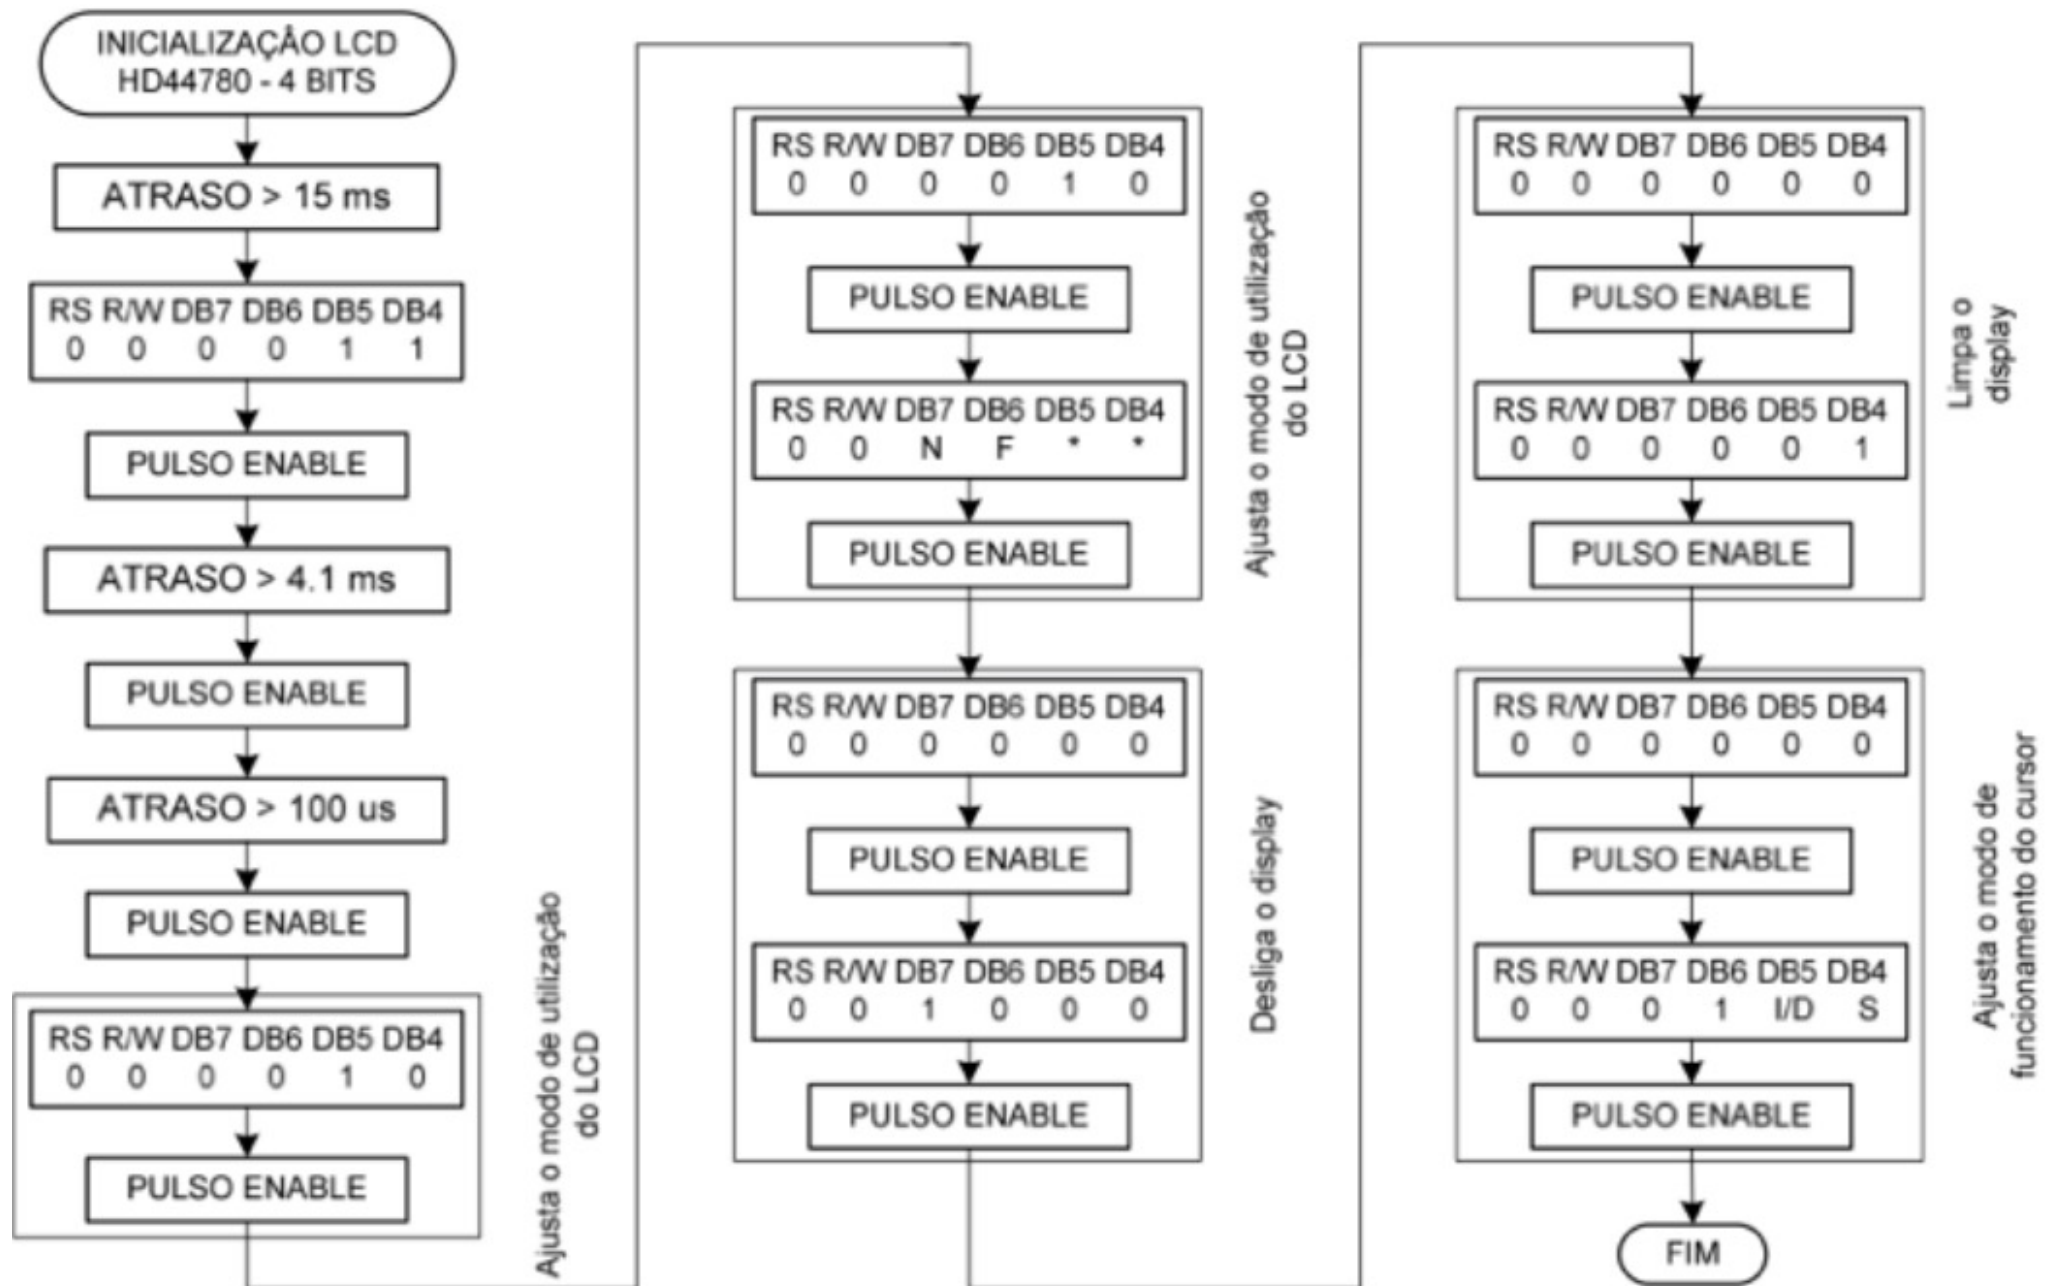 INICIALIZAÇÂO LCD
HD44780 - 4 BITS
ATRASO > 15 ms
RS R/W DB7 DB6 DB5 DB4
0 0 0 0 1 1
PULSO ENABLE
ATRASO > 4.1 ms
PULSO ENABLE
ATRASO > 100 us
PULSO ENABLE
RS R/W DB7 DB6 DB5 DB4
0 0 0 0 1 0
PULSO ENABLE
Ajusta o modo de utilização
do LCD
RS R/W DB7 DB6 DB5 DB4
0 0 0 0 1 0
PULSO ENABLE
RS R/W DB7 DB6 DB5 DB4
0 0 N F * *
PULSO ENABLE
Ajusta o modo de utilização
do LCD
RS R/W DB7 DB6 DB5 DB4
0 0 0 0 0 0
PULSO ENABLE
RS R/W DB7 DB6 DB5 DB4
0 0 1 0 0 0
PULSO ENABLE
Desliga o display
RS R/W DB7 DB6 DB5 DB4
0 0 0 0 0 0
PULSO ENABLE
RS R/W DB7 DB6 DB5 DB4
0 0 0 0 0 1
PULSO ENABLE
Limpa o
display
RS R/W DB7 DB6 DB5 DB4
0 0 0 0 0 0
PULSO ENABLE
RS R/W DB7 DB6 DB5 DB4
0 0 0 1 I/D S
PULSO ENABLE
Ajusta o modo de
funcionamento do cursor
FIM